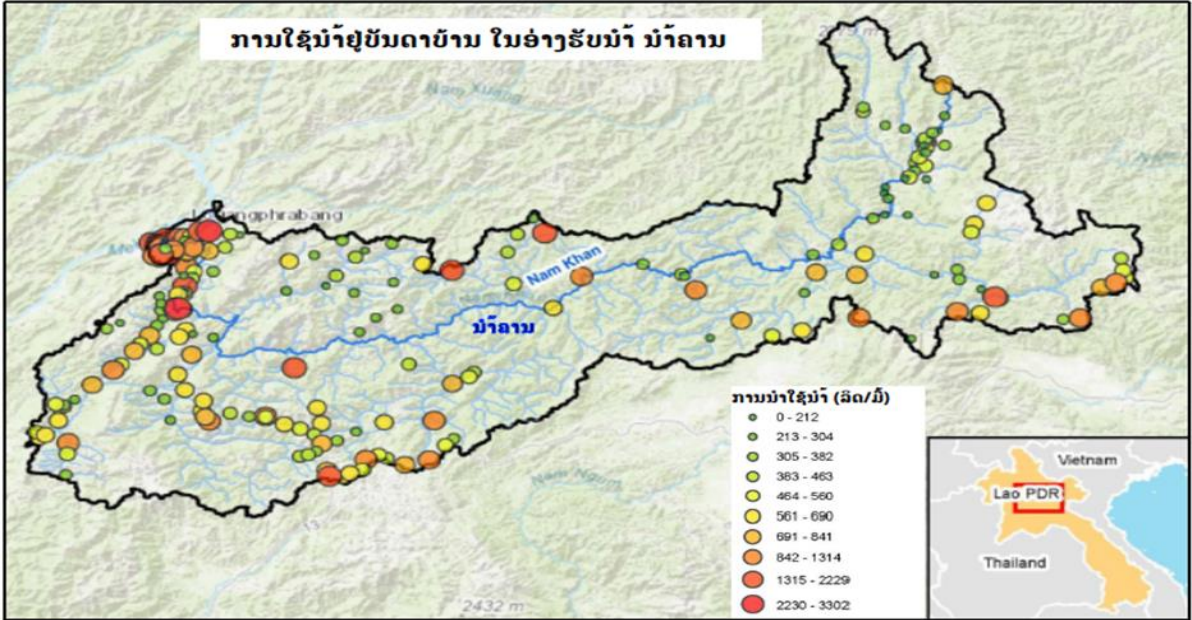 ການໃຊ້ນ້ຳຢູ່ບັນດາບ້ານ ໃນອ່າງຮັບນ້ຳ ນ້ຳຄານ
Nam Xuang
Nam Khan
ນ້ຳຄານ
Nam Ngum
2432 m
ການນຳໃຊ້ນ້ຳ (ລິດ/ມື້)
0 - 212
213 - 304
305 - 382
383 - 463
464 - 560
561 - 690
691 - 841
842 - 1314
1315 - 2229
2230 - 3302
Vietnam
Lao PDR
Thailand